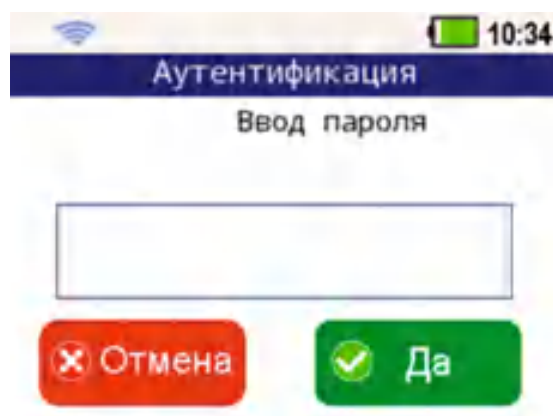 10:34
Аутентификация
Ввод пароля
Отмена
Да